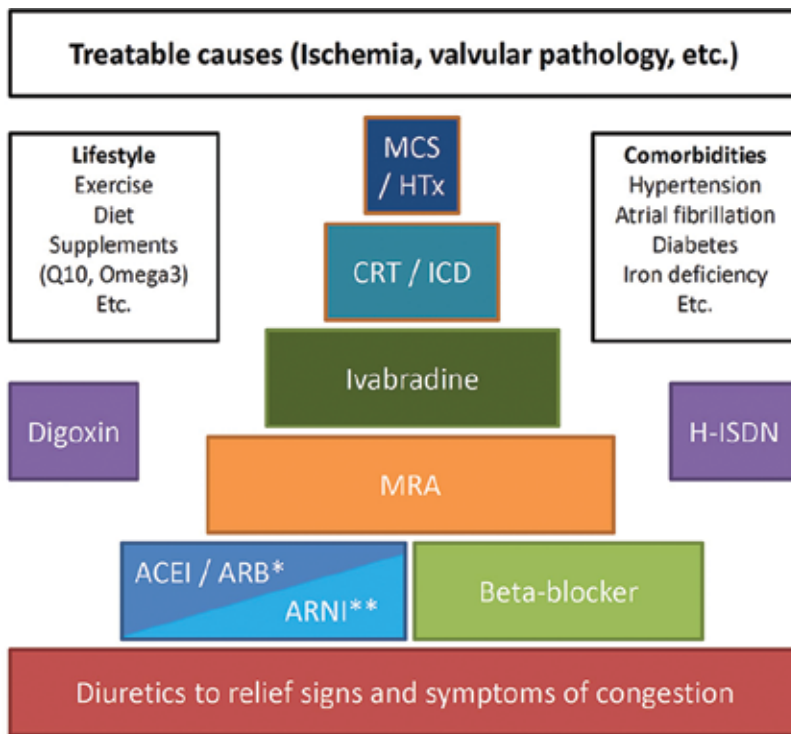 Treatable causes (Ischemia, valvular pathology, etc.)
Lifestyle
Exercise
Diet
Supplements
(Q10, Omega3)
Etc.
MCS
/ HTx
Comorbidities
Hypertension
Atrial fibrillation
Diabetes
Iron deficiency
Etc.
CRT / ICD
Ivabradine
Digoxin
H-ISDN
MRA
ACEI / ARB*
ARNI**
Beta-blocker
Diuretics to relief signs and symptoms of congestion